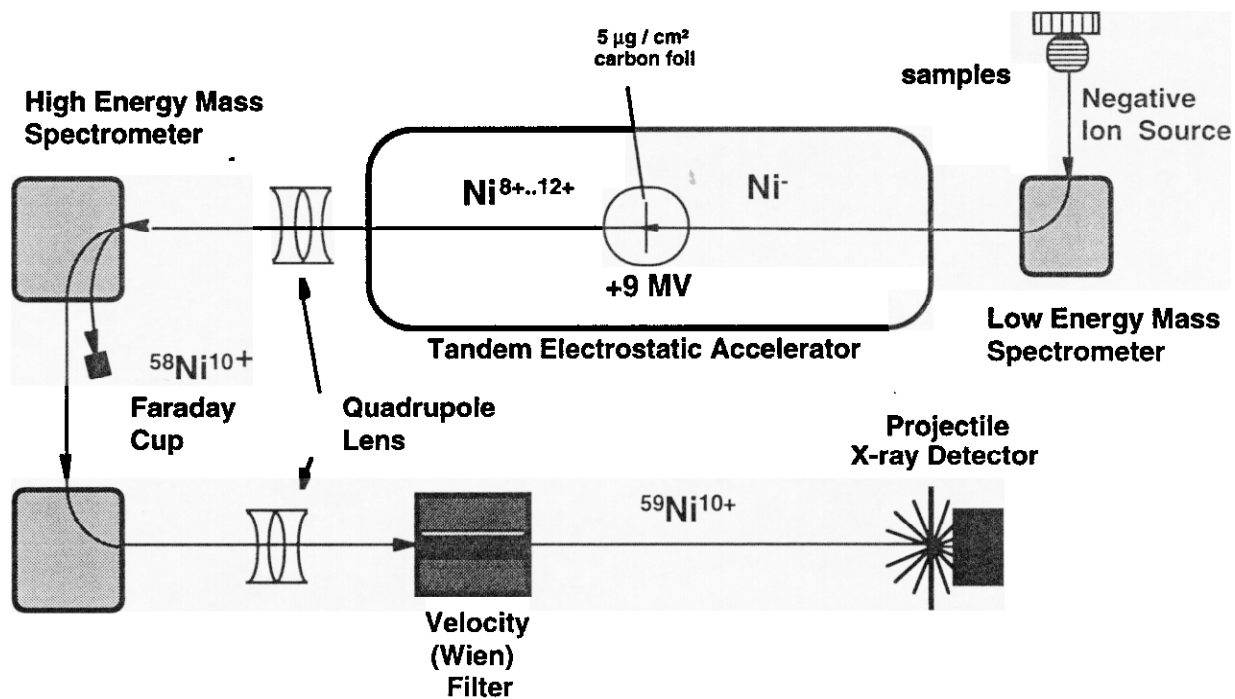 5 µg / cm²
carbon foil
samples
Negative
Ion Source
High Energy Mass
Spectrometer
Ni8+..12+
Ni-
+9 MV
Tandem Electrostatic Accelerator
Low Energy Mass
Spectrometer
58Ni10+
Faraday
Cup
Quadrupole
Lens
Projectile
X-ray Detector
59Ni10+
Velocity
(Wien)
Filter